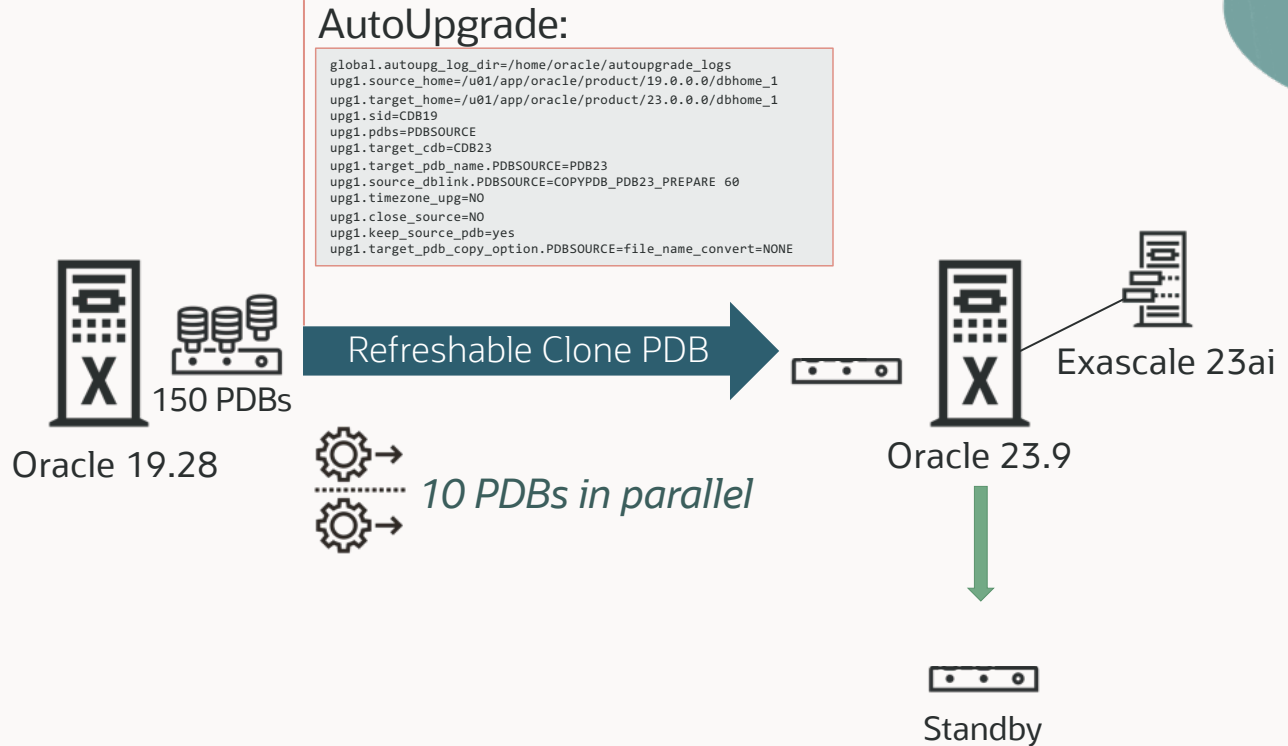 AutoUpgrade:
global.autoupg_log_dir=/home/oracle/autoupgrade_logs
upg1.source_home=/u01/app/oracle/product/19.0.0.0/dbhome_1
upg1.target_home=/u01/app/oracle/product/23.0.0.0/dbhome_1
upg1.sid=CDB19
upg1.pdbs=PDBSOURCE
upg1.target_cdb=CDB23
upg1.target_pdb_name.PDBSOURCE=PDB23
upg1.source_dblink.PDBSOURCE=COPYPDB_PDB23_PREPARE 60
upg1.timezone_upg=NO
upg1.close_source=NO
upg1.keep_source_pdb=yes
upg1.target_pdb_copy_option.PDBSOURCE=file_name_convert=NONE
X
150 PDBs
Oracle 19.28
Refreshable Clone PDB
10 PDBs in parallel
X
Exascale 23ai
Oracle 23.9
Standby